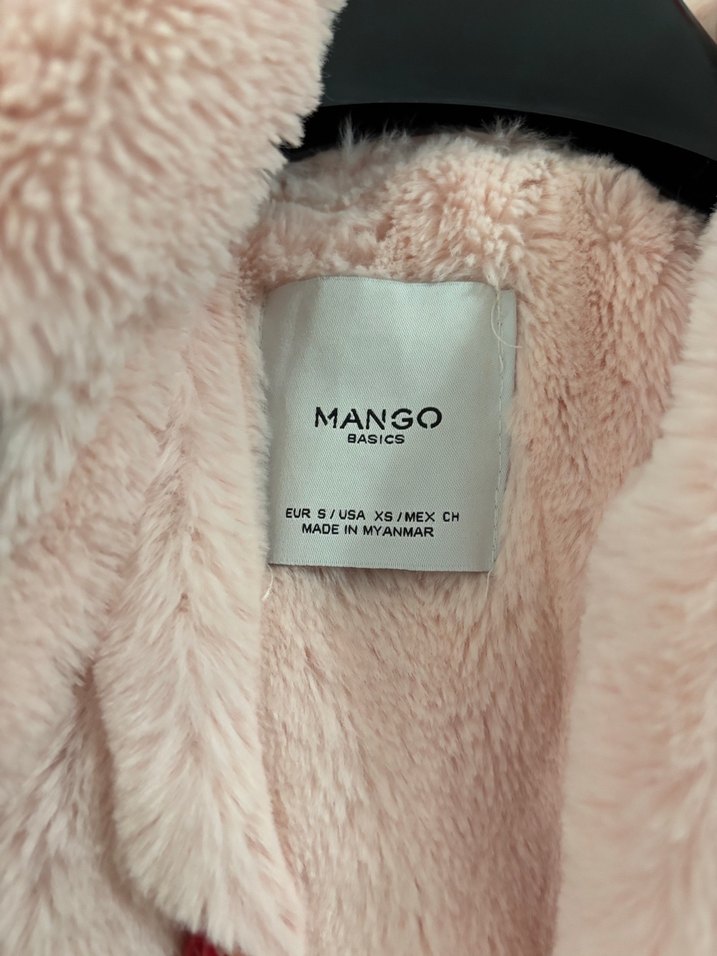 MANGO
BASICS
EUR S / USA XS / MEX CH
MADE IN MYANMAR